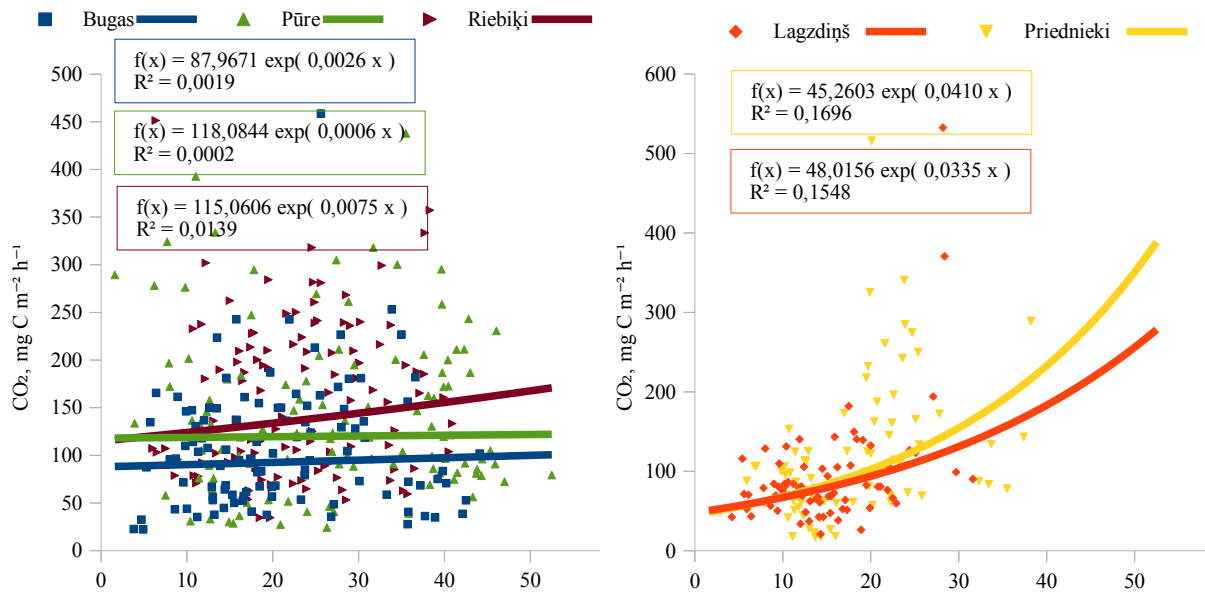 Bugas Pūre Riebiķi
f(x) = 87,9671 exp( 0,0026 x )
R² = 0,0019
f(x) = 118,0844 exp( 0,0006 x )
R² = 0,0002
f(x) = 115,0606 exp( 0,0075 x )
R² = 0,0139
CO₂, mg C m⁻² h⁻¹
500
450
400
350
300
250
200
150
100
50
0
0 10 20 30 40 50
Lagzdiņš Priednieki
f(x) = 45,2603 exp( 0,0410 x )
R² = 0,1696
f(x) = 48,0156 exp( 0,0335 x )
R² = 0,1548
CO₂, mg C m⁻² h⁻¹
600
500
400
300
200
100
0
0 10 20 30 40 50